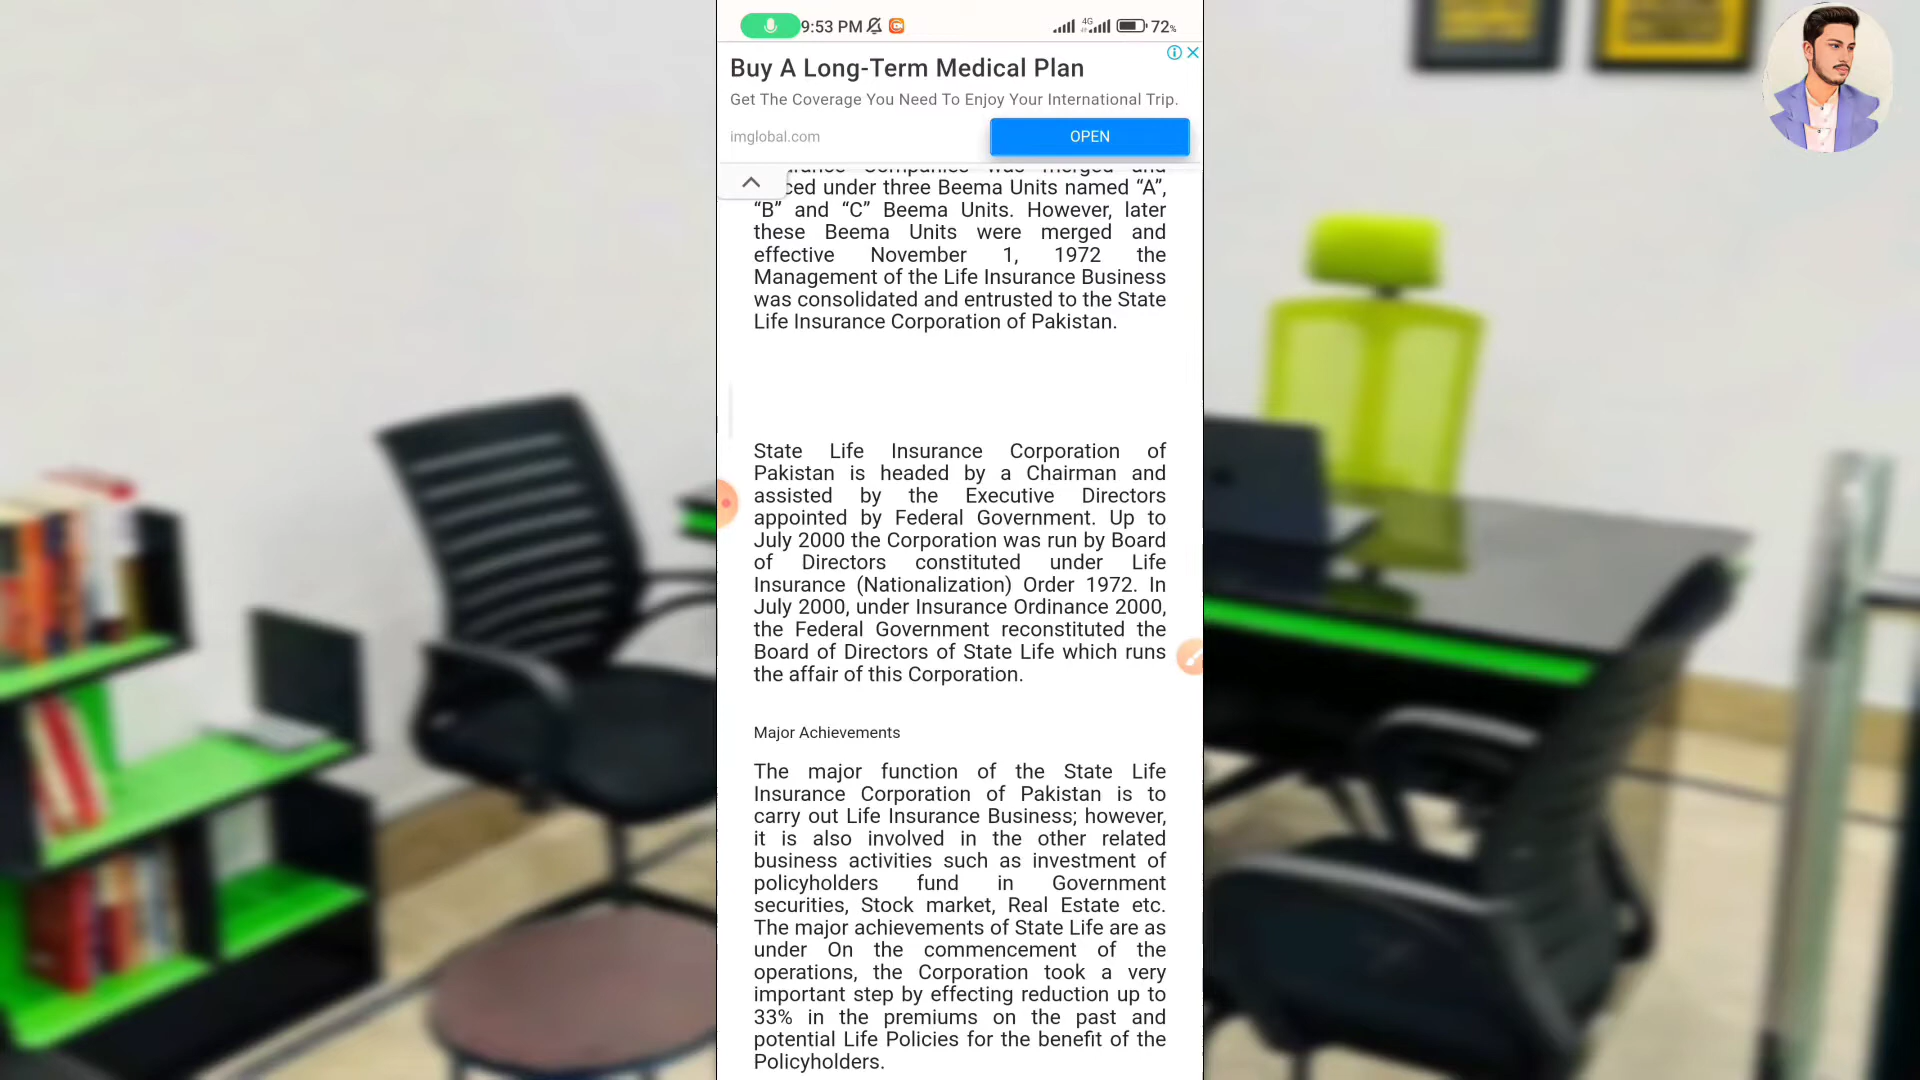 9:53 PM
4G
72%
Buy A Long-Term Medical Plan
Get The Coverage You Need To Enjoy Your International Trip.
imglobal.com
OPEN
Companies was merged and
under three Beema Units named “A”,
“B” and “C” Beema Units. However, later
these Beema Units were merged and
effective November 1, 1972 the
Management of the Life Insurance Business
was consolidated and entrusted to the State
Life Insurance Corporation of Pakistan.
State Life Insurance Corporation of
Pakistan is headed by a Chairman and
assisted by the Executive Directors
appointed by Federal Government. Up to
July 2000 the Corporation was run by Board
of Directors constituted under Life
Insurance (Nationalization) Order 1972. In
July 2000, under Insurance Ordinance 2000,
the Federal Government reconstituted the
Board of Directors of State Life which runs
the affair of this Corporation.
Major Achievements
The major function of the State Life
Insurance Corporation of Pakistan is to
carry out Life Insurance Business; however,
it is also involved in the other related
business activities such as investment of
policyholders fund in Government
securities, Stock market, Real Estate etc.
The major achievements of State Life are as
under On the commencement of the
operations, the Corporation took a very
important step by effecting reduction up to
33% in the premiums on the past and
potential Life Policies for the benefit of the
Policyholders.